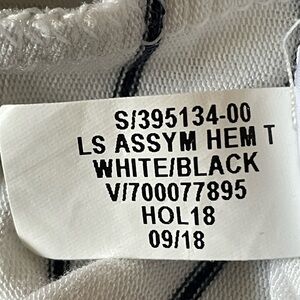 S/395134-00
LS ASSYM HEM T
WHITE/BLACK
V/700077895
HOL18
09/18